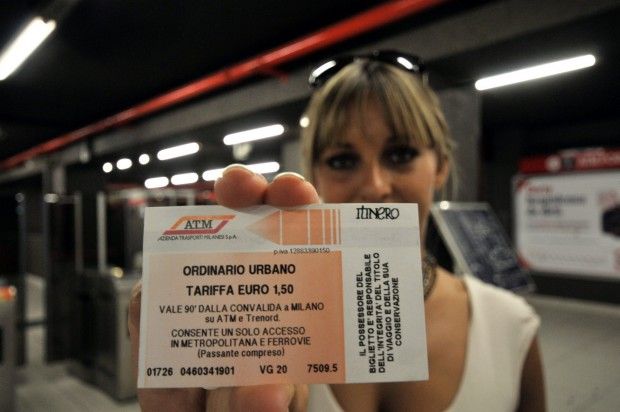 ATM
AZIENDA TRASPORTI MILANESI S.p.A.
ITINERO
p.iva 12883390150
ORDINARIO URBANO
TARIFFA EURO 1,50
VALE 90' DALLA CONVALIDA a MILANO
su ATM e Trenord.
CONSENTE UN SOLO ACCESSO
IN METROPOLITANA E FERROVIE
(Passante compreso)
01726 0460341901 VG 20 7509.5
IL POSSESSORE DEL
BIGLIETTO E' RESPONSABILE
DELL'INTEGRITA' DEL TITOLO
DI VIAGGIO E DELLA SUA
CONSERVAZIONE